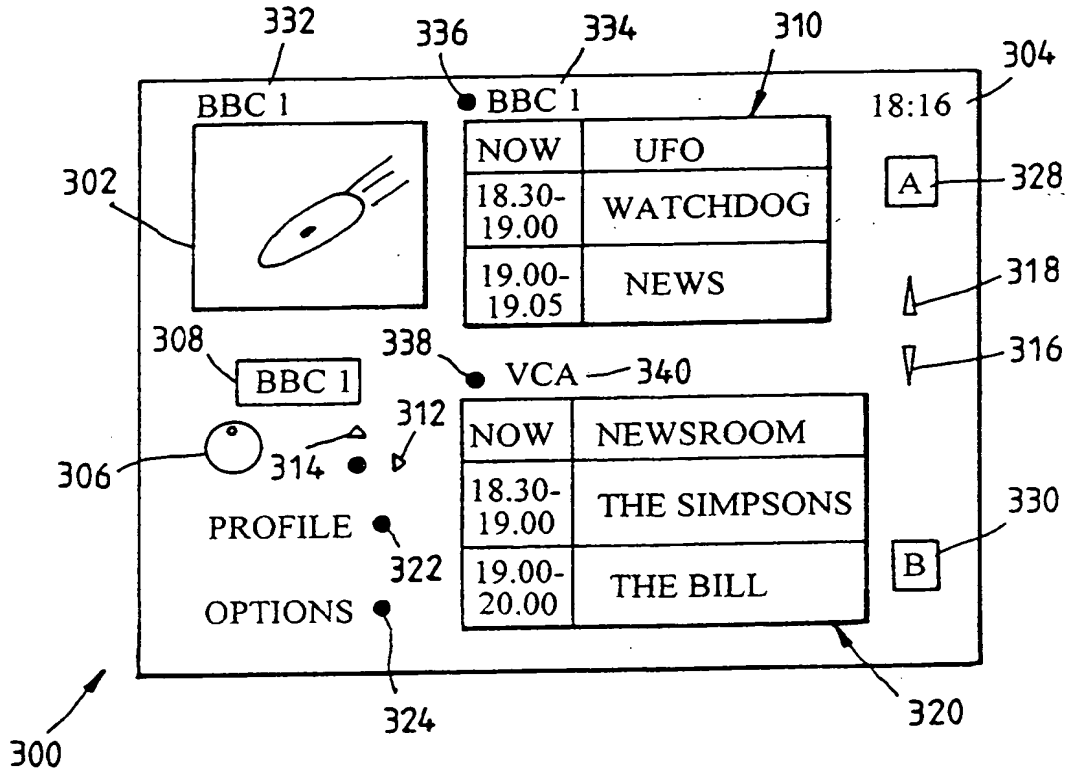 332
336
334
310
304
BBC 1
BBC 1
18:16
302
NOW
UFO
A
328
18.30-
19.00
WATCHDOG
19.00-
19.05
NEWS
318
308
338
316
BBC 1
VCA
340
312
NOW
NEWSROOM
306
314
18.30-
19.00
THE SIMPSONS
330
PROFILE
322
B
19.00-
20.00
THE BILL
OPTIONS
324
320
300